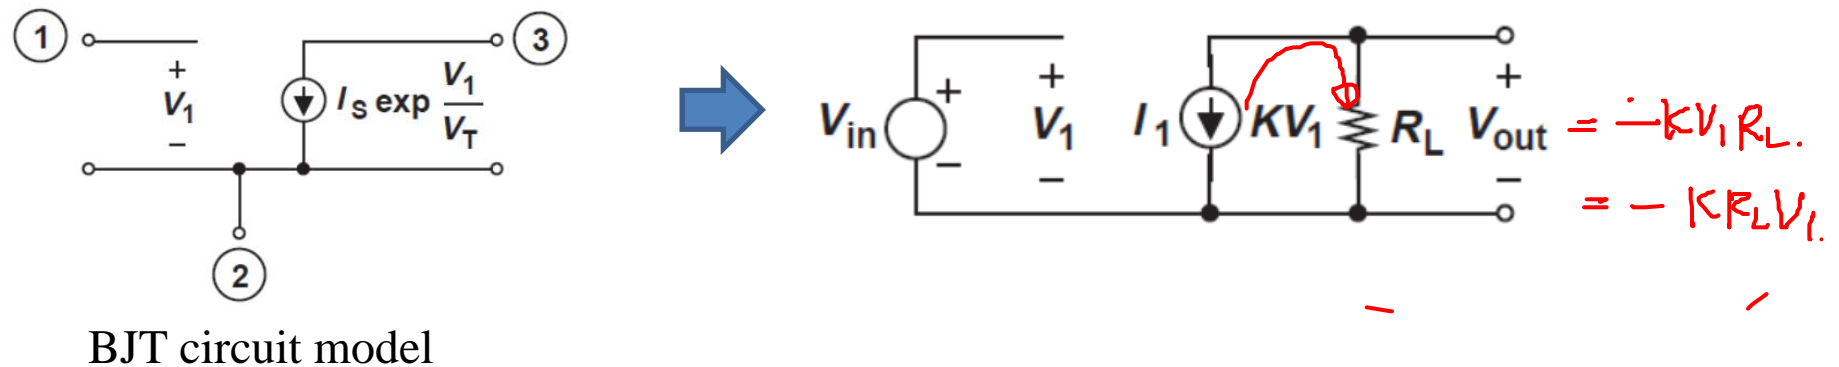 1
3
+
V1
−
IS exp V1/VT
2
BJT circuit model
Vin
+
−
+
V1
−
I1
KV1
RL
+
Vout
−
= −KV1RL.
= − KRLV1.